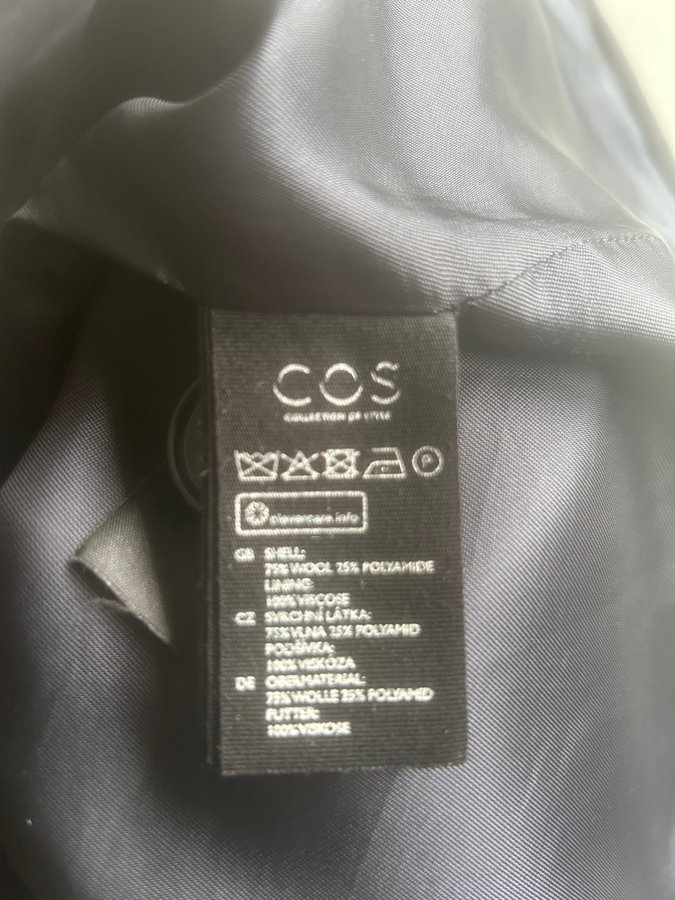 COS
COLLECTION OF STYLE
P
clevercare.info
GB SHELL:
75% WOOL 25% POLYAMIDE
LINING:
100% VISCOSE
CZ SVRCHNÍ LÁTKA:
75% VLNA 25% POLYAMID
PODŠÍVKA:
100% VISKÓZA
DE OBERMATERIAL:
75% WOLLE 25% POLYAMID
FUTTER:
100% VISKOSE